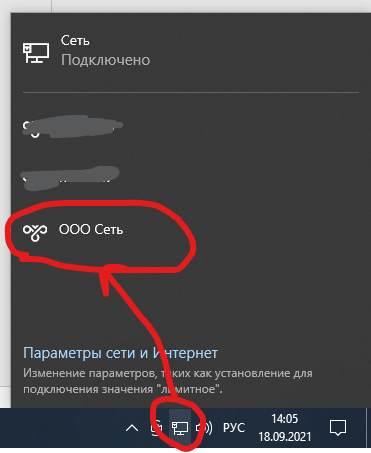 Сеть
Подключено
ООО Сеть
Параметры сети и Интернет
Изменение параметров, таких как установление для
подключения значения "лимитное".
РУС
14:05
18.09.2021